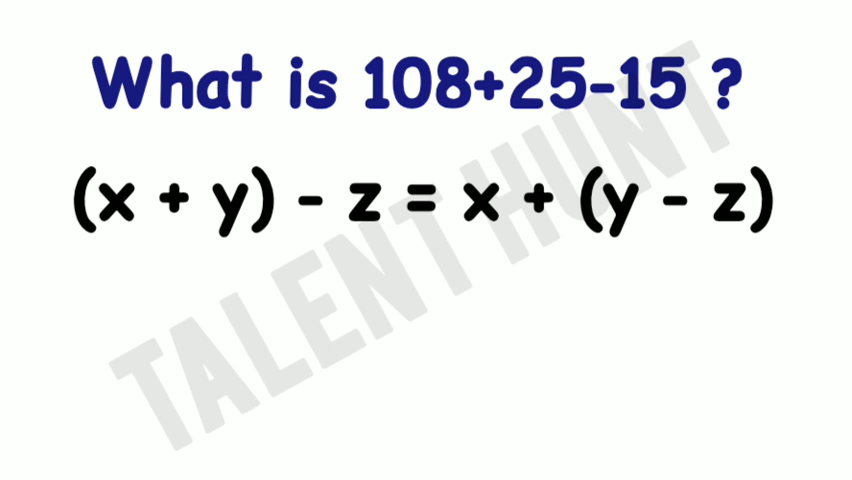 What is 108+25-15 ?
(x + y) - z = x + (y - z)
TALENT HUNT